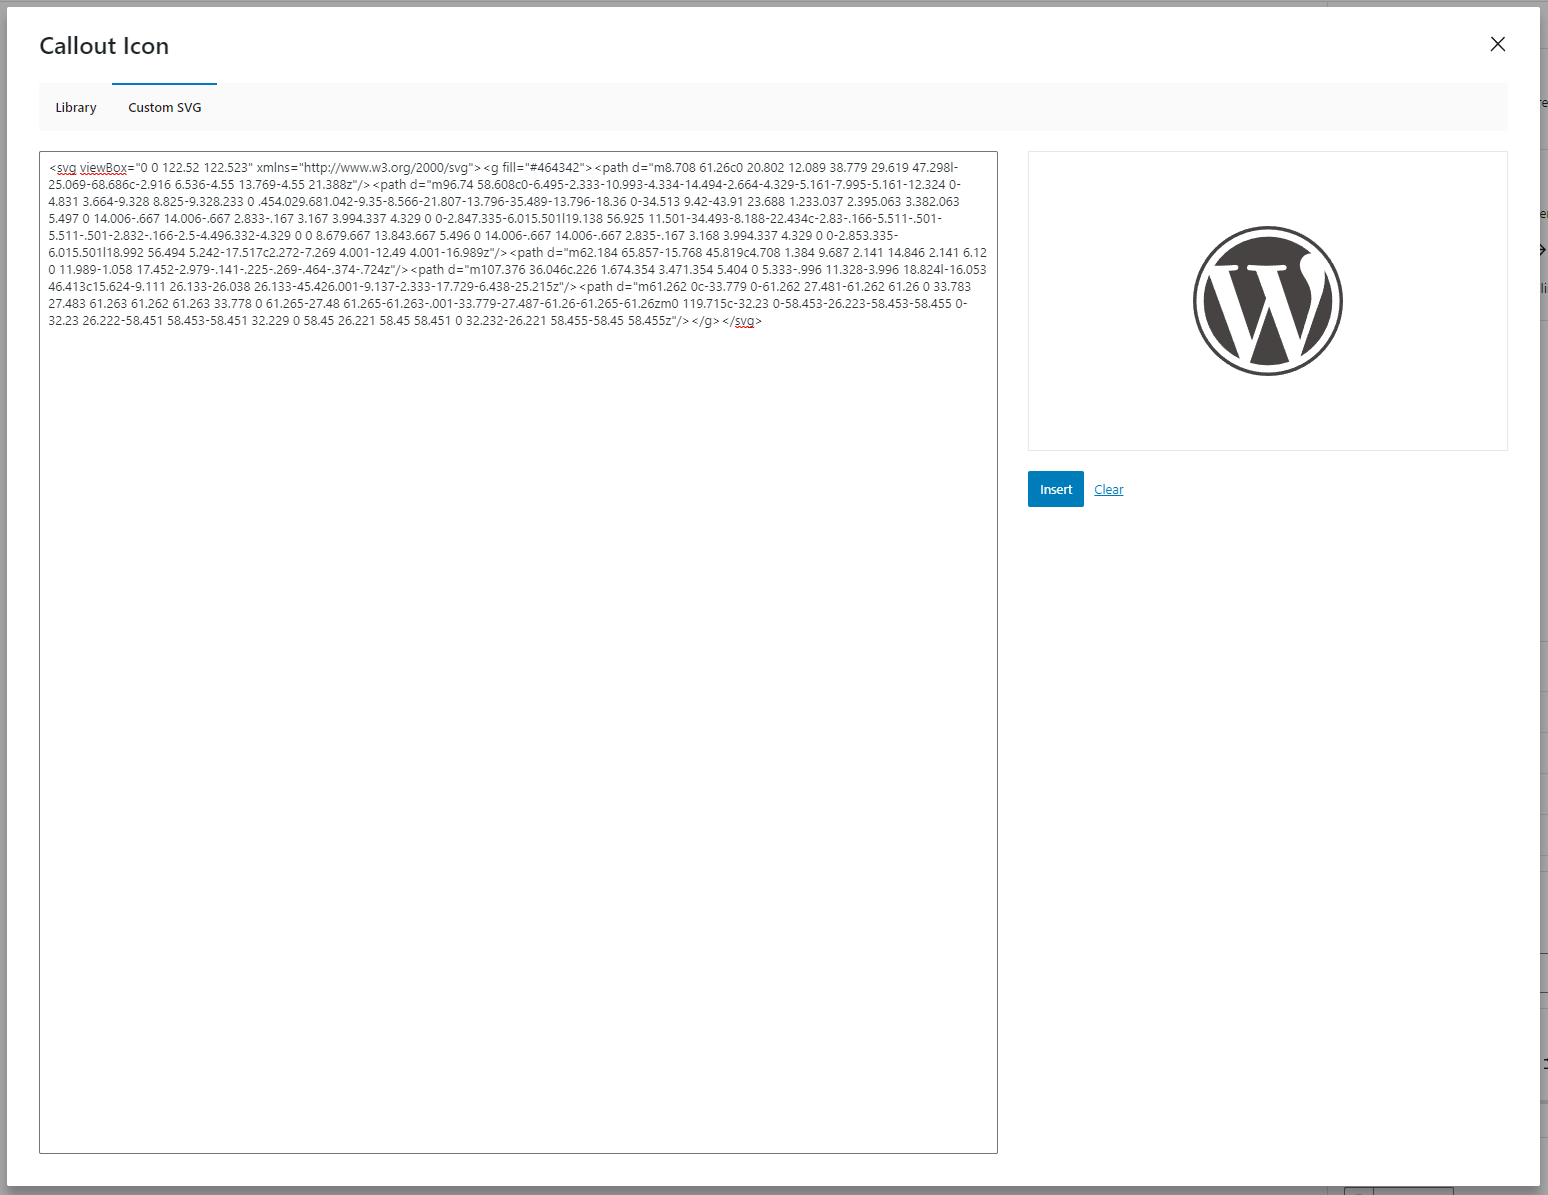 Callout Icon
Library
Custom SVG
<svg viewBox="0 0 122.52 122.523" xmlns="http://www.w3.org/2000/svg"><g fill="#464342"><path d="m8.708 61.26c0 20.802 12.089 38.779 29.619 47.298l-
25.069-68.686c-2.916 6.536-4.55 13.769-4.55 21.388z"/><path d="m96.74 58.608c0-6.495-2.333-10.993-4.334-14.494-2.664-4.329-5.161-7.995-5.161-12.324 0-
4.831 3.664-9.328 8.825-9.328.233 0 .454.029.681.042-9.35-8.566-21.807-13.796-35.489-13.796-18.36 0-34.513 9.42-43.91 23.688 1.233.037 2.395.063 3.382.063
5.497 0 14.006-.667 14.006-.667 2.833-.167 3.167 3.994.337 4.329 0 0-2.847.335-6.015.501l19.138 56.925 11.501-34.493-8.188-22.434c-2.83-.166-5.511-.501-
5.511-.501-2.832-.166-2.5-4.496.332-4.329 0 0 8.679.667 13.843.667 5.496 0 14.006-.667 14.006-.667 2.835-.167 3.168 3.994.337 4.329 0 0-2.853.335-
6.015.501l18.992 56.494 5.242-17.517c2.272-7.269 4.001-12.49 4.001-16.989z"/><path d="m62.184 65.857-15.768 45.819c4.708 1.384 9.687 2.141 14.846 2.141 6.12
0 11.989-1.058 17.452-2.979-.141-.225-.269-.464-.374-.724z"/><path d="m107.376 36.046c.226 1.674.354 3.471.354 5.404 0 5.333-.996 11.328-3.996 18.824l-16.053
46.413c15.624-9.111 26.133-26.038 26.133-45.426.001-9.137-2.333-17.729-6.438-25.215z"/><path d="m61.262 0c-33.779 0-61.262 27.481-61.262 61.26 0 33.783
27.483 61.263 61.262 61.263 33.778 0 61.265-27.48 61.265-61.263-.001-33.779-27.487-61.26-61.265-61.26zm0 119.715c-32.23 0-58.453-26.223-58.453-58.455 0-
32.23 26.222-58.451 58.453-58.451 32.229 0 58.45 26.221 58.45 58.451 0 32.232-26.221 58.455-58.45 58.455z"/></g></svg>
Insert
Clear